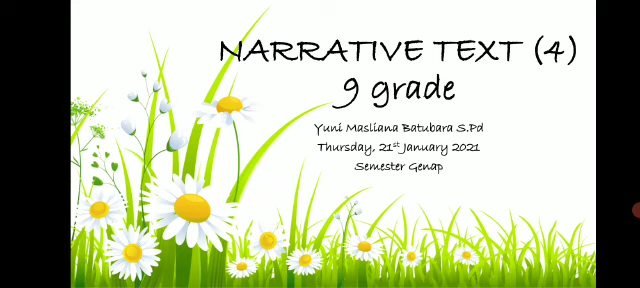 NARRATIVE TEXT (4)
9 grade
Yuni Masliana Batubara S.Pd
Thursday, 21st January 2021
Semester Genap